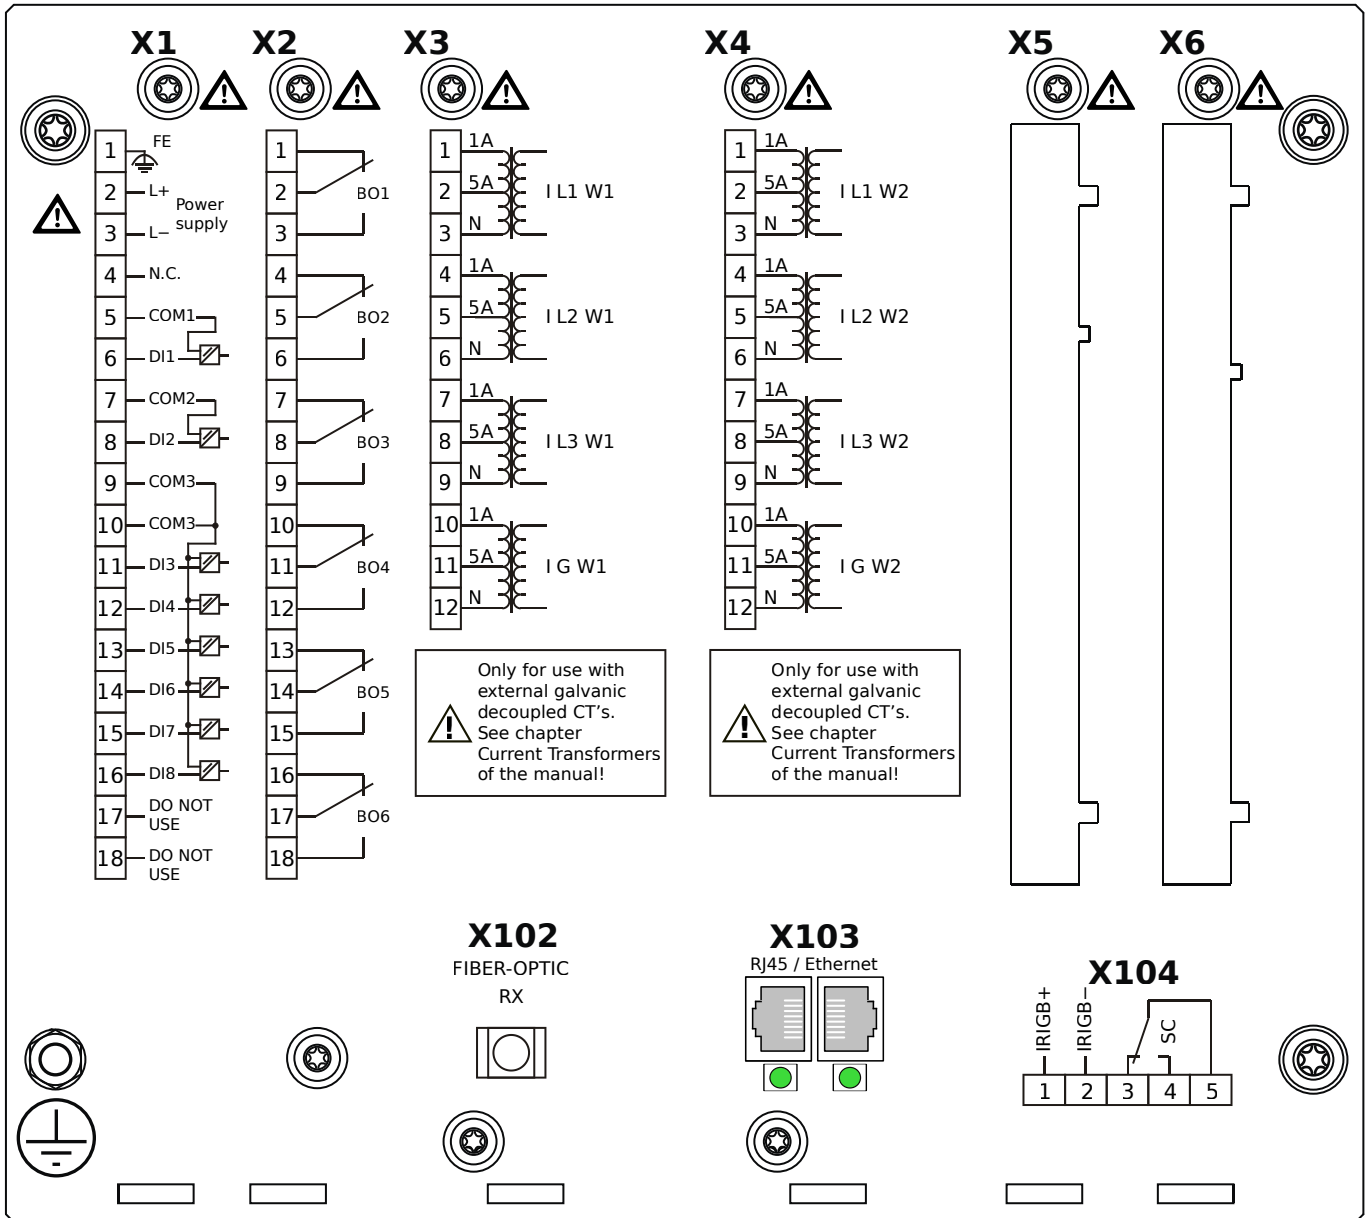 X1 X2 X3 X4 X5 X6
1 FE
2 L+
Power
supply
3 L−
4 N.C.
5 COM1
6 DI1
7 COM2
8 DI2
9 COM3
10 COM3
11 DI3
12 DI4
13 DI5
14 DI6
15 DI7
16 DI8
17 DO NOT
USE
18 DO NOT
USE
1
2 BO1
3
4
5 BO2
6
7
8 BO3
9
10
11 BO4
12
13
14 BO5
15
16
17 BO6
18
1 1A
2 5A I L1 W1
3 N
4 1A
5 5A I L2 W1
6 N
7 1A
8 5A I L3 W1
9 N
10 1A
11 5A I G W1
12 N
Only for use with
external galvanic
decoupled CT's.
See chapter
Current Transformers
of the manual!
1 1A
2 5A I L1 W2
3 N
4 1A
5 5A I L2 W2
6 N
7 1A
8 5A I L3 W2
9 N
10 1A
11 5A I G W2
12 N
Only for use with
external galvanic
decoupled CT's.
See chapter
Current Transformers
of the manual!
X102
FIBER-OPTIC
RX
X103
RJ45 / Ethernet
X104
IRIGB+
IRIGB−
SC
1 2 3 4 5